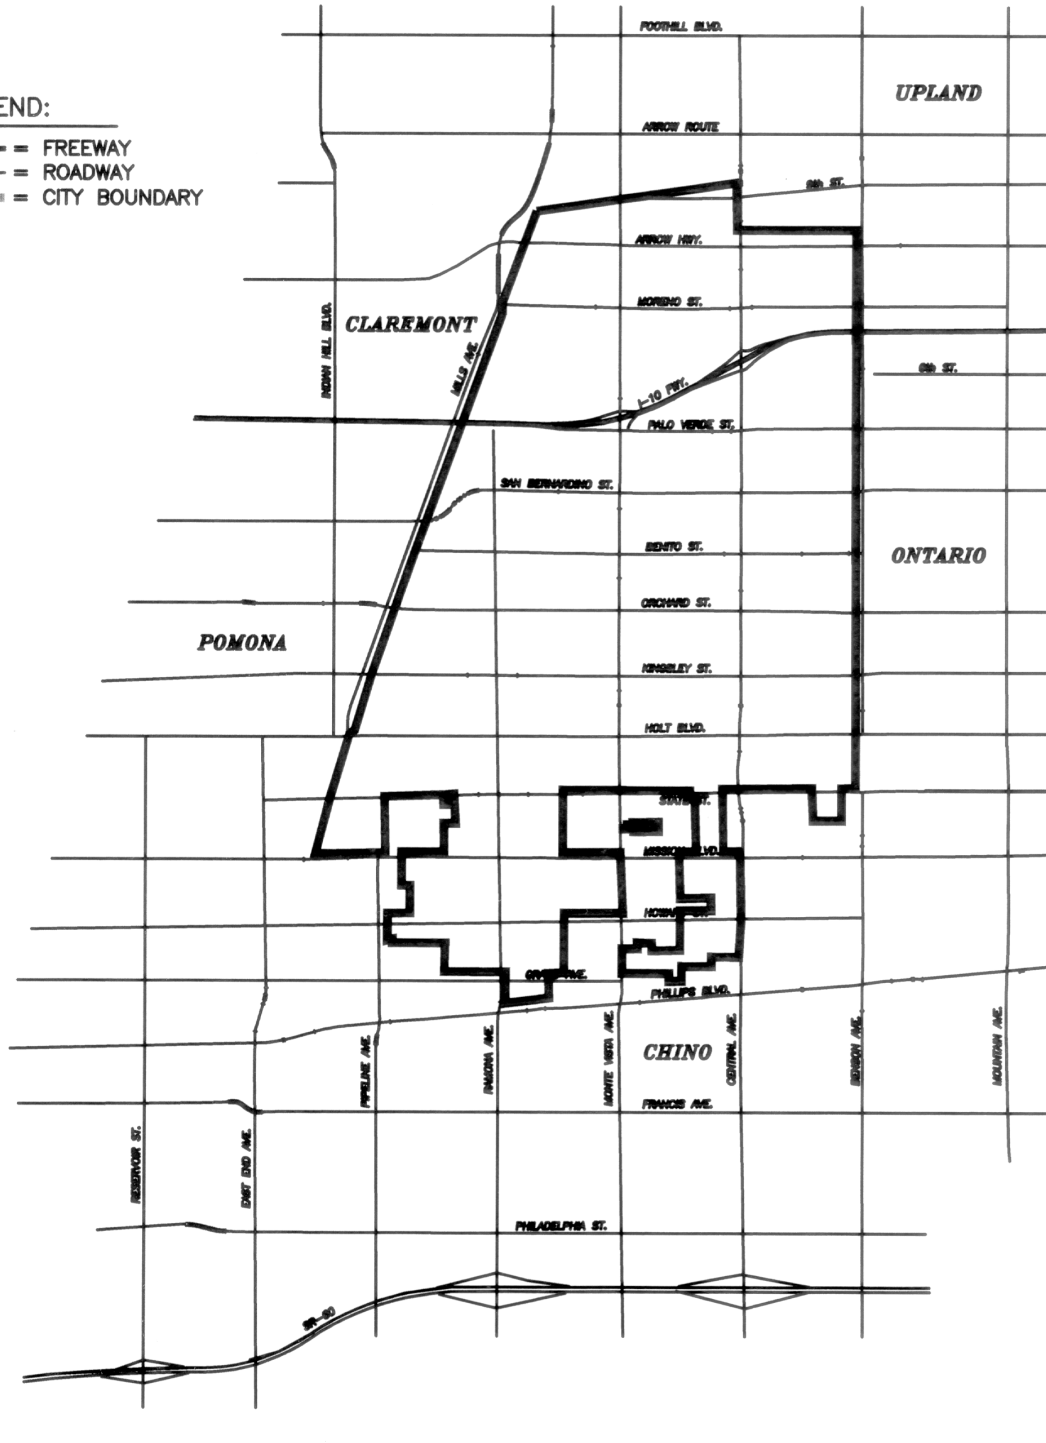 FOOTHILL BLVD.
UPLAND
END:
= FREEWAY
= ROADWAY
= CITY BOUNDARY
ARROW ROUTE
8th ST.
ARROW HWY.
MORENO ST.
INDIAN HILL BLVD.
CLAREMONT
MILLS AVE.
I-10 FWY.
6th ST.
PALO VERDE ST.
SAN BERNARDINO ST.
BENITO ST.
ONTARIO
ORCHARD ST.
POMONA
KINGSLEY ST.
HOLT BLVD.
STATE ST.
MISSION BLVD.
PHILLIPS BLVD.
CHINO
PIPELINE AVE.
RAMONA AVE.
MONTE VISTA AVE.
CENTRAL AVE.
BENSON AVE.
MOUNTAIN AVE.
FRANCIS AVE.
RESERVOIR ST.
EAST END AVE.
PHILADELPHIA ST.
SR-60